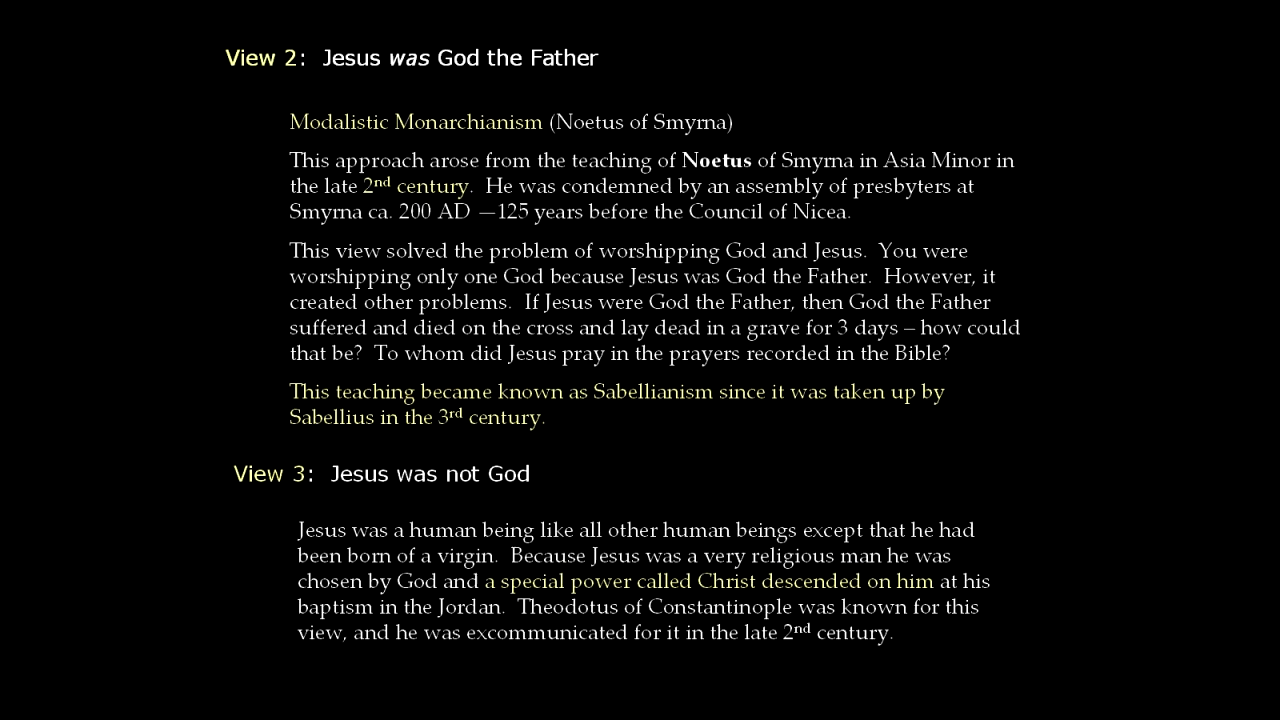 View 2: Jesus was God the Father
Modalistic Monarchianism (Noetus of Smyrna)
This approach arose from the teaching of Noetus of Smyrna in Asia Minor in
the late 2nd century. He was condemned by an assembly of presbyters at
Smyrna ca. 200 AD —125 years before the Council of Nicea.
This view solved the problem of worshipping God and Jesus. You were
worshipping only one God because Jesus was God the Father. However, it
created other problems. If Jesus were God the Father, then God the Father
suffered and died on the cross and lay dead in a grave for 3 days – how could
that be? To whom did Jesus pray in the prayers recorded in the Bible?
This teaching became known as Sabellianism since it was taken up by
Sabellius in the 3rd century.
View 3: Jesus was not God
Jesus was a human being like all other human beings except that he had
been born of a virgin. Because Jesus was a very religious man he was
chosen by God and a special power called Christ descended on him at his
baptism in the Jordan. Theodotus of Constantinople was known for this
view, and he was excommunicated for it in the late 2nd century.